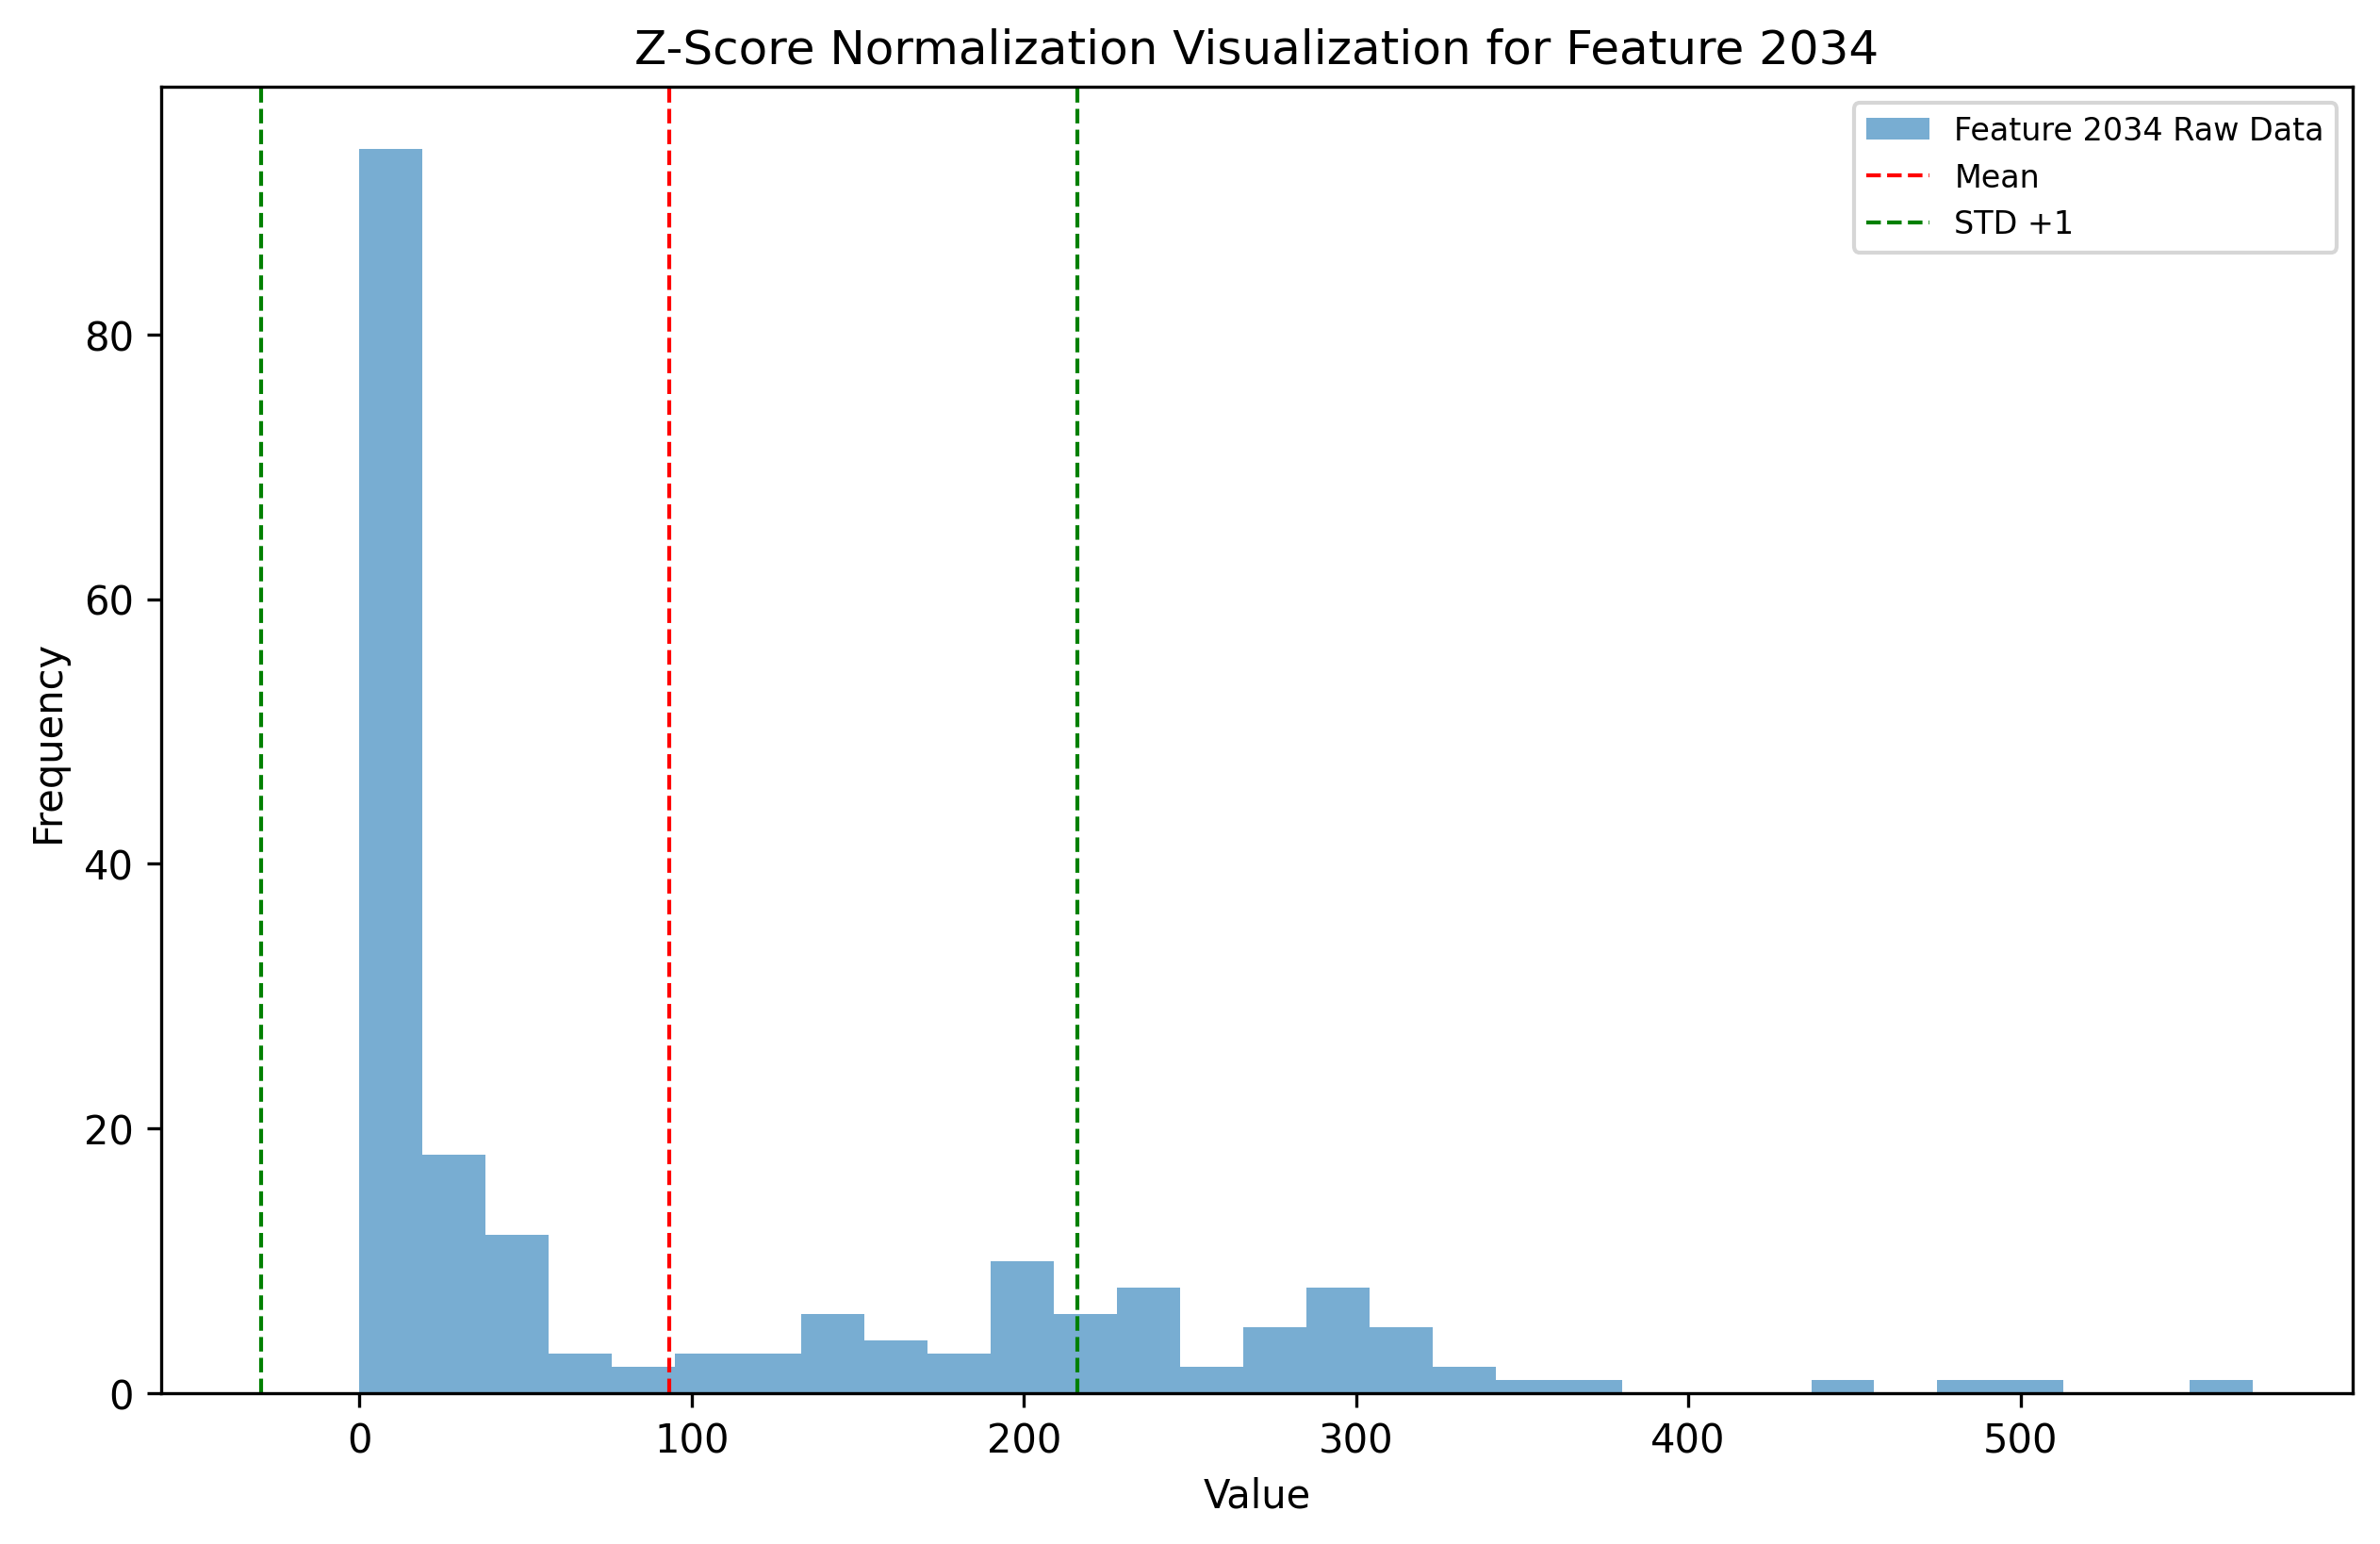 Z-Score Normalization Visualization for Feature 2034
Feature 2034 Raw Data
Mean
STD +1
Frequency
80
60
40
20
0
0 100 200 300 400 500
Value